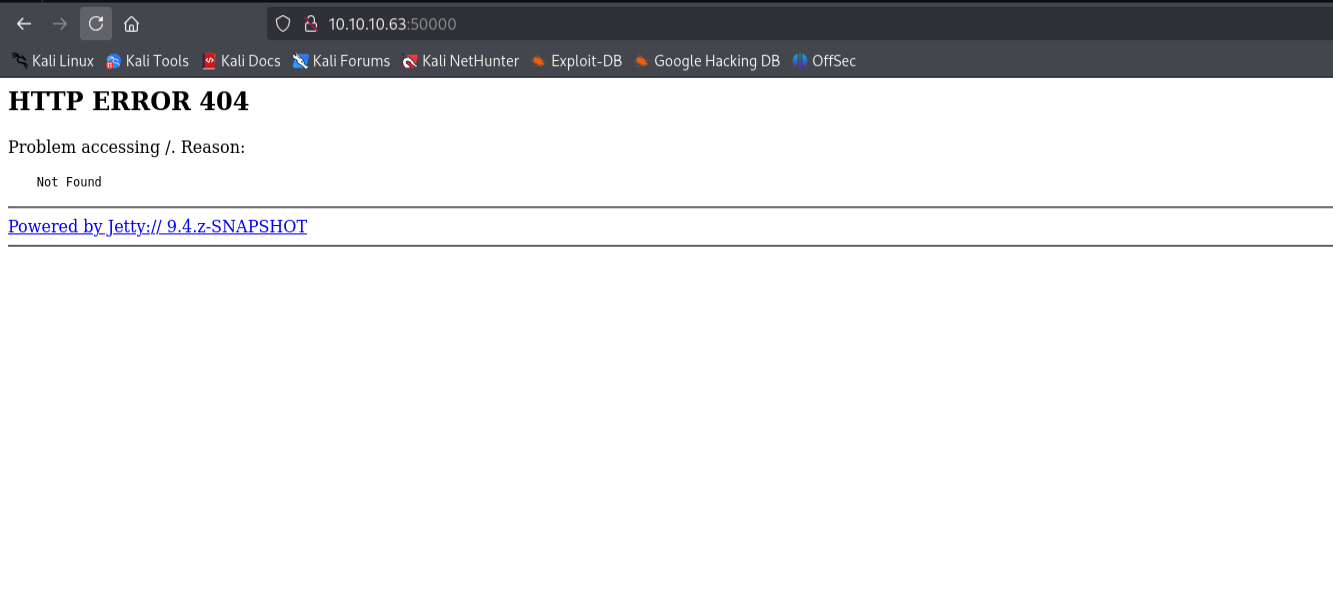 10.10.10.63:50000
Kali Linux Kali Tools Kali Docs Kali Forums Kali NetHunter Exploit-DB Google Hacking DB OffSec
HTTP ERROR 404
Problem accessing /. Reason:
Not Found
Powered by Jetty:// 9.4.z-SNAPSHOT